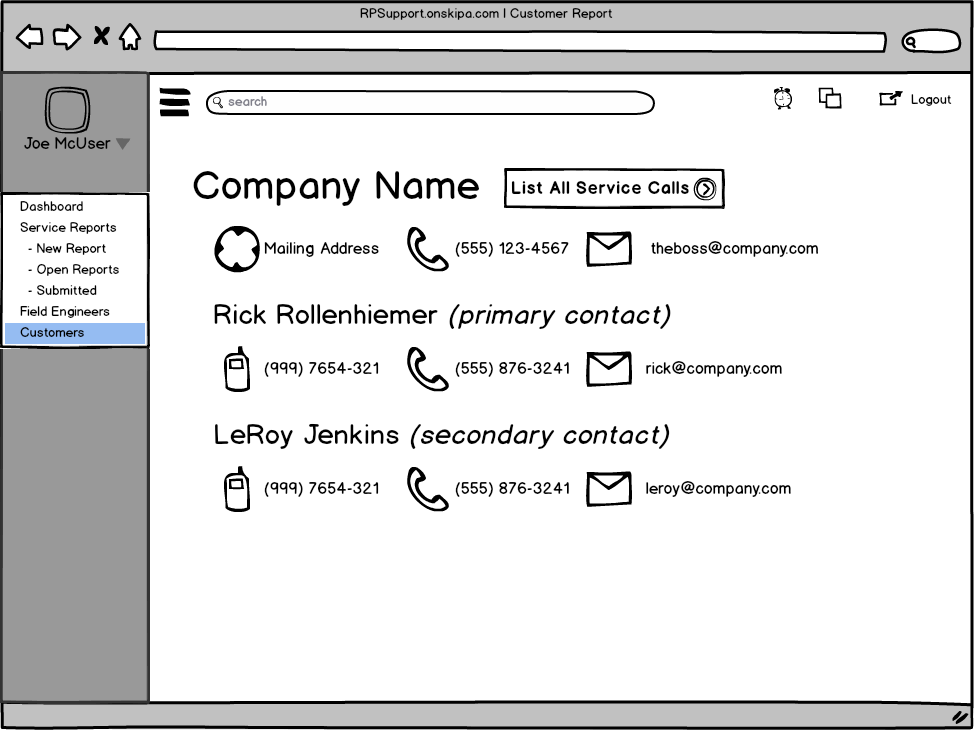 RPSupport.onskipa.com | Customer Report
Joe McUser
search
Logout
Dashboard
Service Reports
- New Report
- Open Reports
- Submitted
Field Engineers
Customers
Company Name
List All Service Calls
Mailing Address (555) 123-4567 theboss@company.com
Rick Rollenhiemer (primary contact)
(999) 7654-321 (555) 876-3241 rick@company.com
LeRoy Jenkins (secondary contact)
(999) 7654-321 (555) 876-3241 leroy@company.com